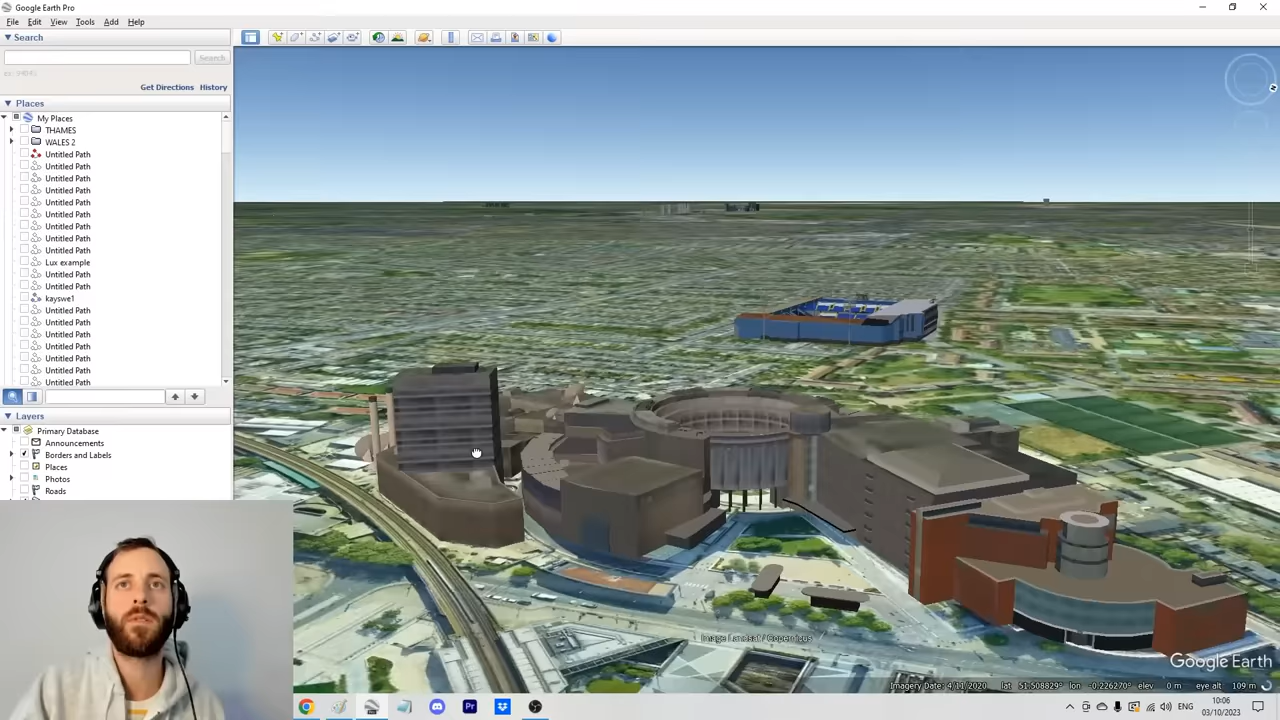 Google Earth Pro
File Edit View Tools Add Help
Search
Search
Get Directions History
Places
My Places
THAMES
WALES 2
Untitled Path
Untitled Path
Untitled Path
Untitled Path
Untitled Path
Untitled Path
Untitled Path
Untitled Path
Untitled Path
Lux example
Untitled Path
Untitled Path
kayswe1
Untitled Path
Untitled Path
Untitled Path
Untitled Path
Untitled Path
Untitled Path
Untitled Path
Layers
Primary Database
Announcements
Borders and Labels
Places
Photos
Roads
Image Landsat / Copernicus
Google Earth
Imagery Date: 4/11/2020 lat 51.508829° lon -0.226270° elev 0 m eye alt 109 m
Pr
ENG
10:06
03/10/2023